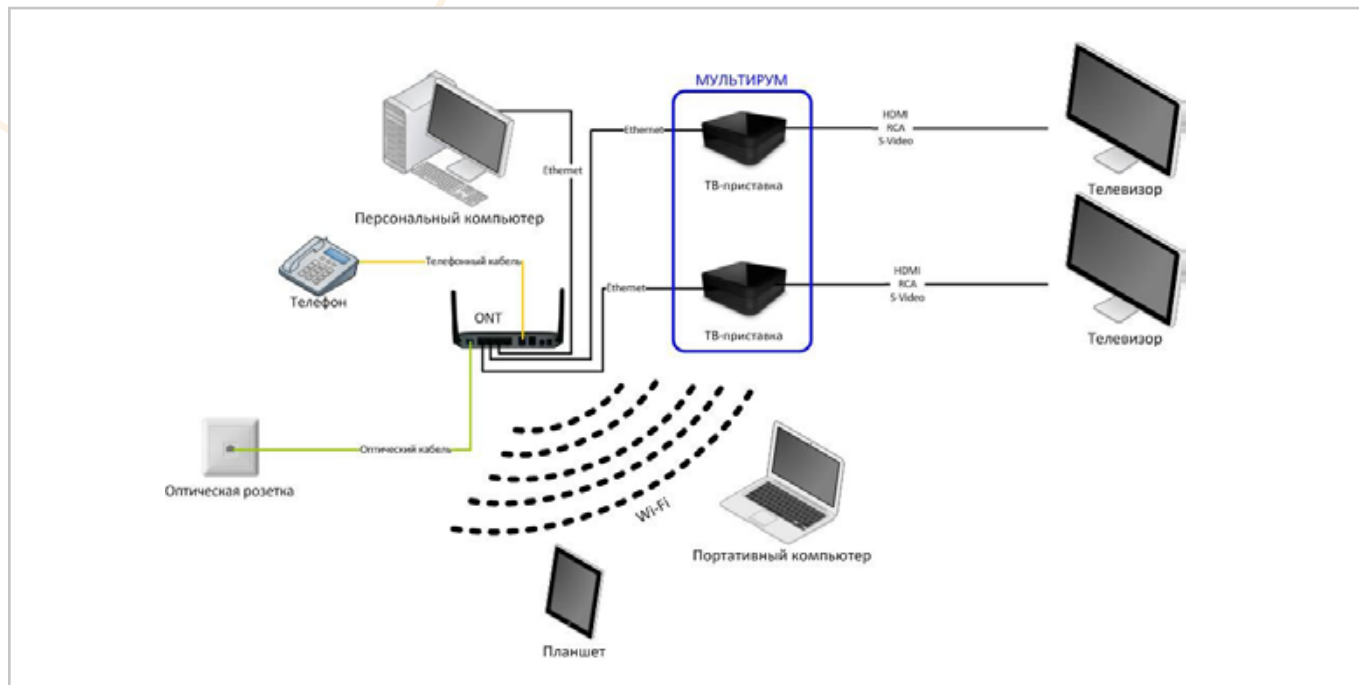 МУЛЬТИРУМ
HDMI
RCA
S-Video
Ethernet
Ethernet
ТВ-приставка
Телевизор
Персональный компьютер
Телефонный кабель
Телефон
Ethernet
HDMI
RCA
S-Video
ONT
ТВ-приставка
Телевизор
Оптический кабель
Оптическая розетка
Wi-Fi
Портативный компьютер
Планшет